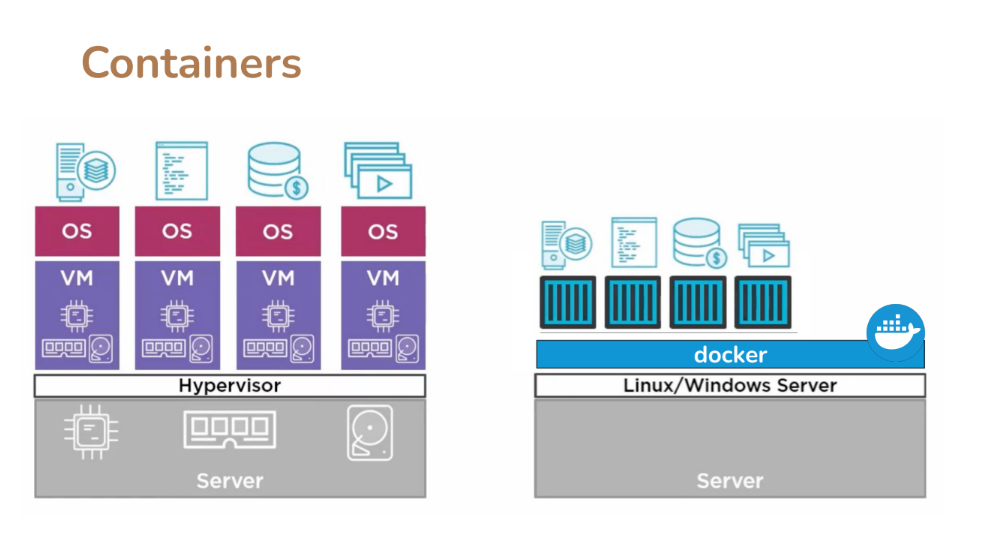 Containers
OS OS OS OS
VM VM VM VM
Hypervisor
Server
$
$
docker
Linux/Windows Server
Server